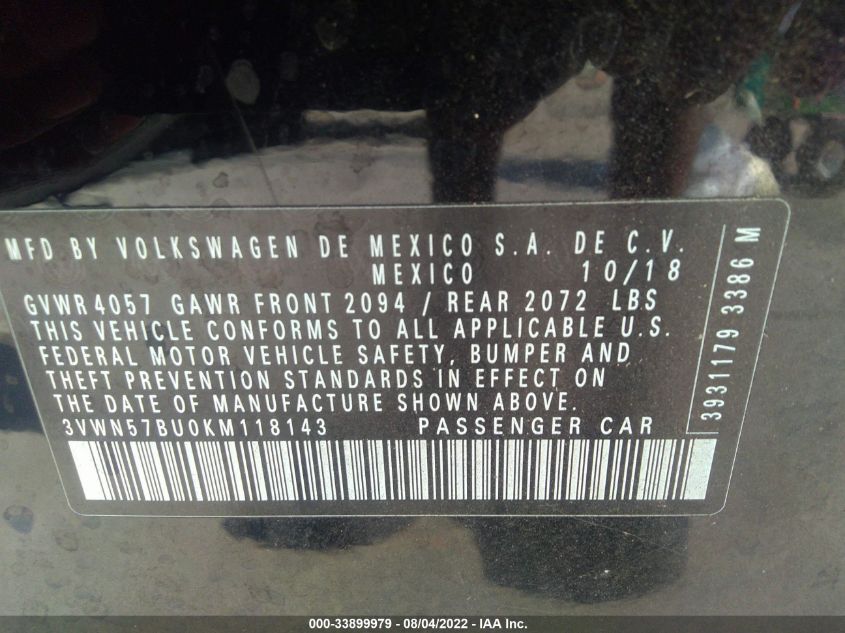 MFD BY VOLKSWAGEN DE MEXICO S.A. DE C.V.
MEXICO 10/18
GVWR 4057 GAWR FRONT 2094 / REAR 2072 LBS
THIS VEHICLE CONFORMS TO ALL APPLICABLE U.S.
FEDERAL MOTOR VEHICLE SAFETY, BUMPER AND
THEFT PREVENTION STANDARDS IN EFFECT ON
THE DATE OF MANUFACTURE SHOWN ABOVE.
3VWN57BU0KM118143 PASSENGER CAR
3931179 3386 M
000-33899979 - 08/04/2022 - IAA Inc.